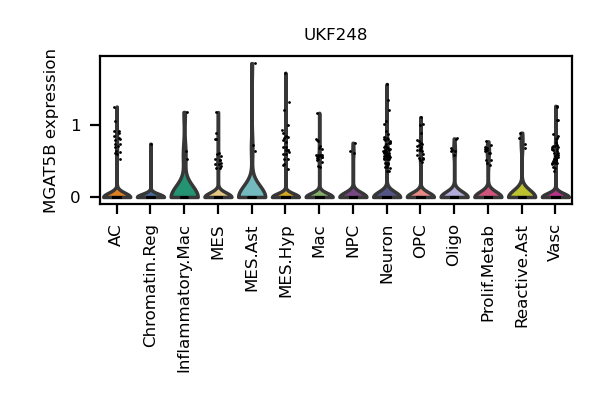 UKF248
MGAT5B expression
1
0
AC
Chromatin.Reg
Inflammatory.Mac
MES
MES.Ast
MES.Hyp
Mac
NPC
Neuron
OPC
Oligo
Prolif.Metab
Reactive.Ast
Vasc